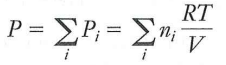 P = ∑_i P_i = ∑_i n_i RT/V